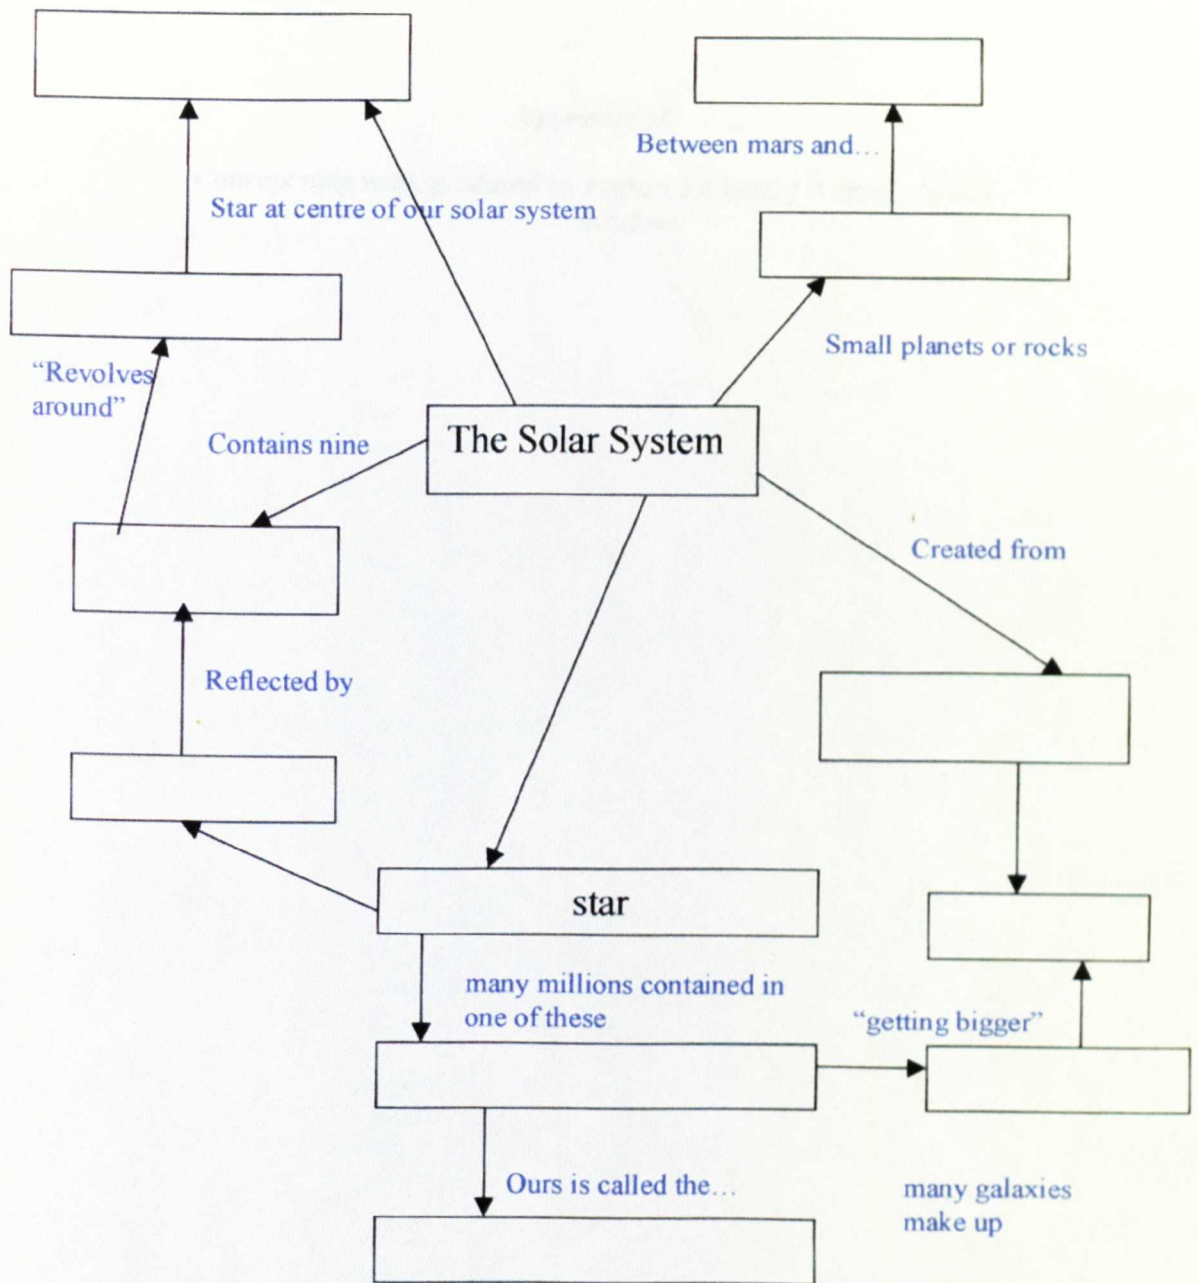 Between mars and…
Star at centre of our solar system
Small planets or rocks
“Revolves
around”
Contains nine
The Solar System
Created from
Reflected by
star
many millions contained in
one of these
“getting bigger”
Ours is called the…
many galaxies
make up